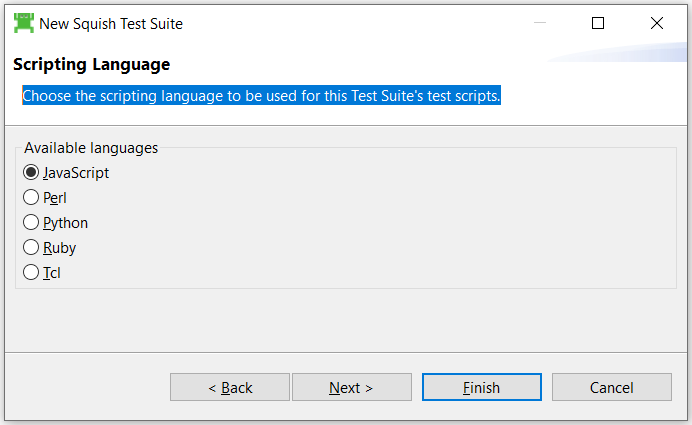 New Squish Test Suite
Scripting Language
Choose the scripting language to be used for this Test Suite's test scripts.
Available languages
JavaScript
Perl
Python
Ruby
Tcl
< Back
Next >
Finish
Cancel